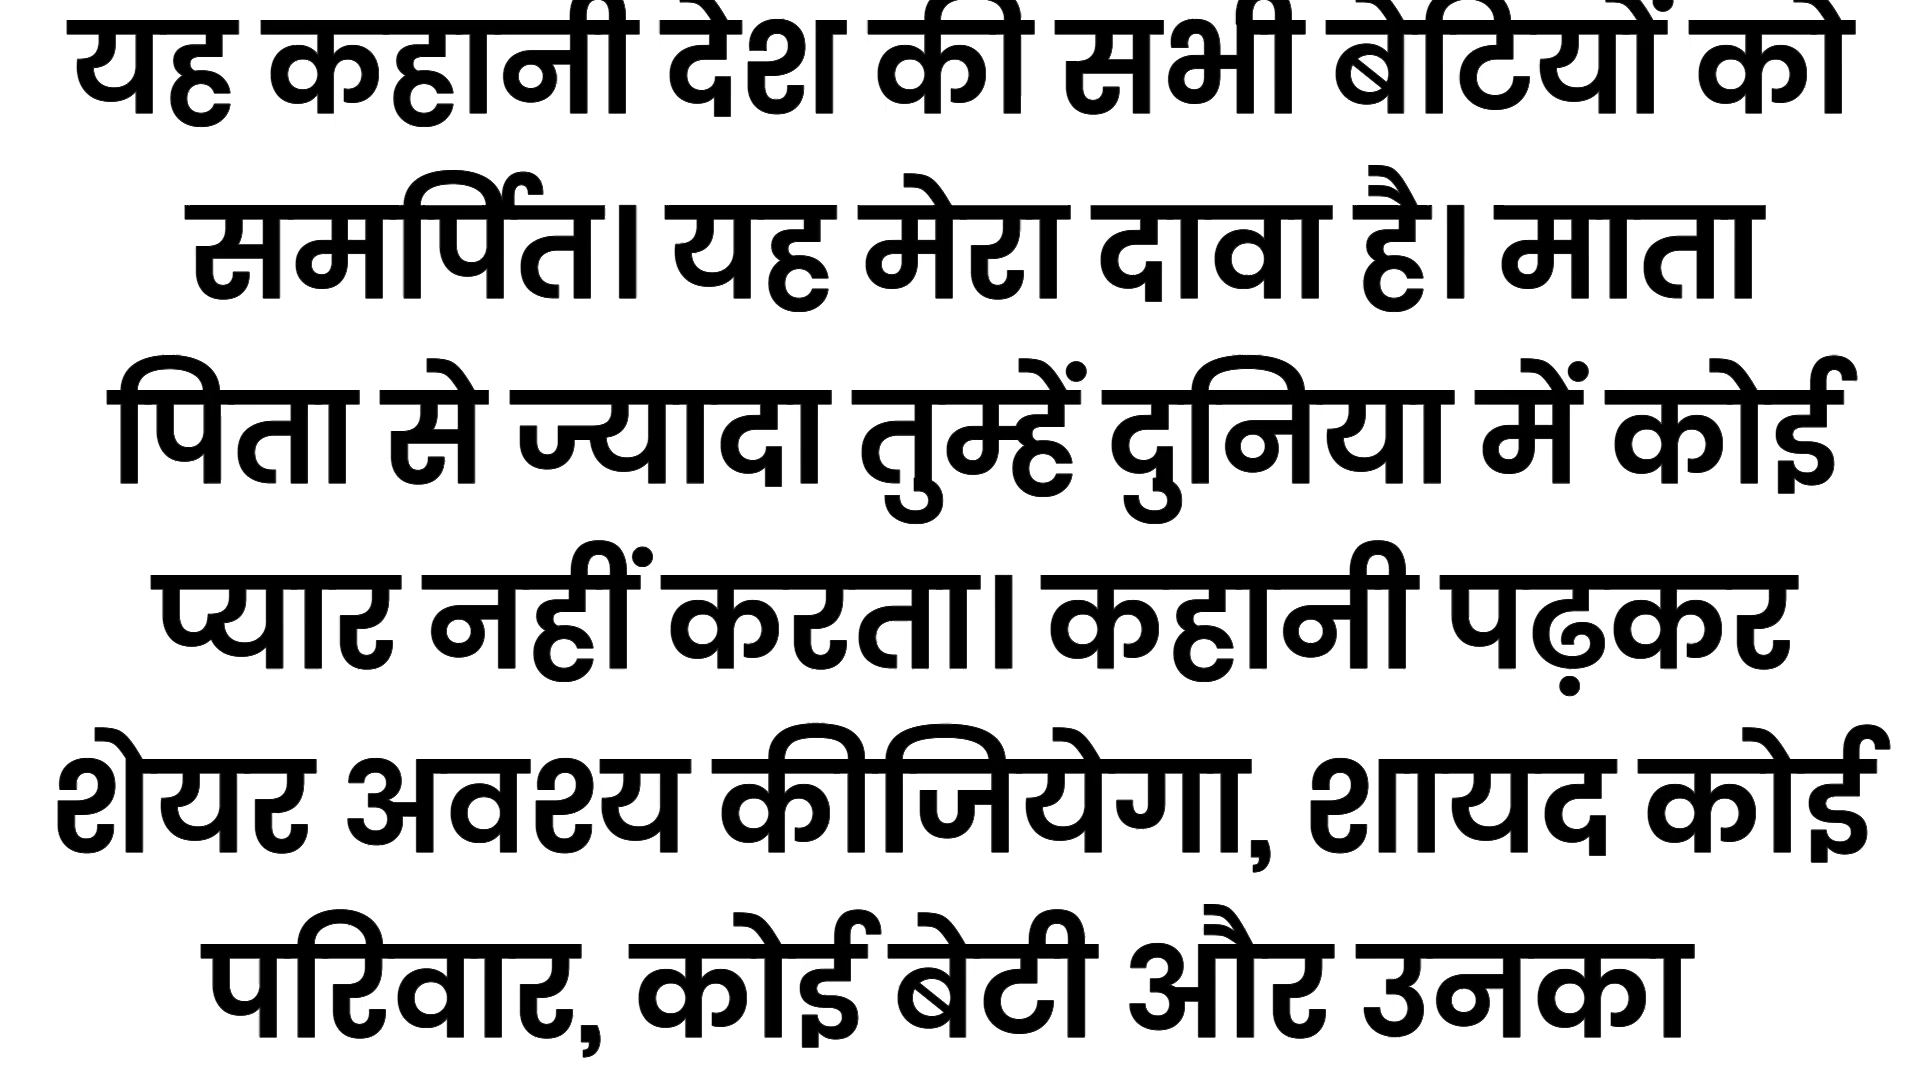 यह कहानी देश की सभी बेटियों को
समर्पित। यह मेरा दावा है। माता
पिता से ज्यादा तुम्हें दुनिया में कोई
प्यार नहीं करता। कहानी पढ़कर
शेयर अवश्य कीजियेगा, शायद कोई
परिवार, कोई बेटी और उनका